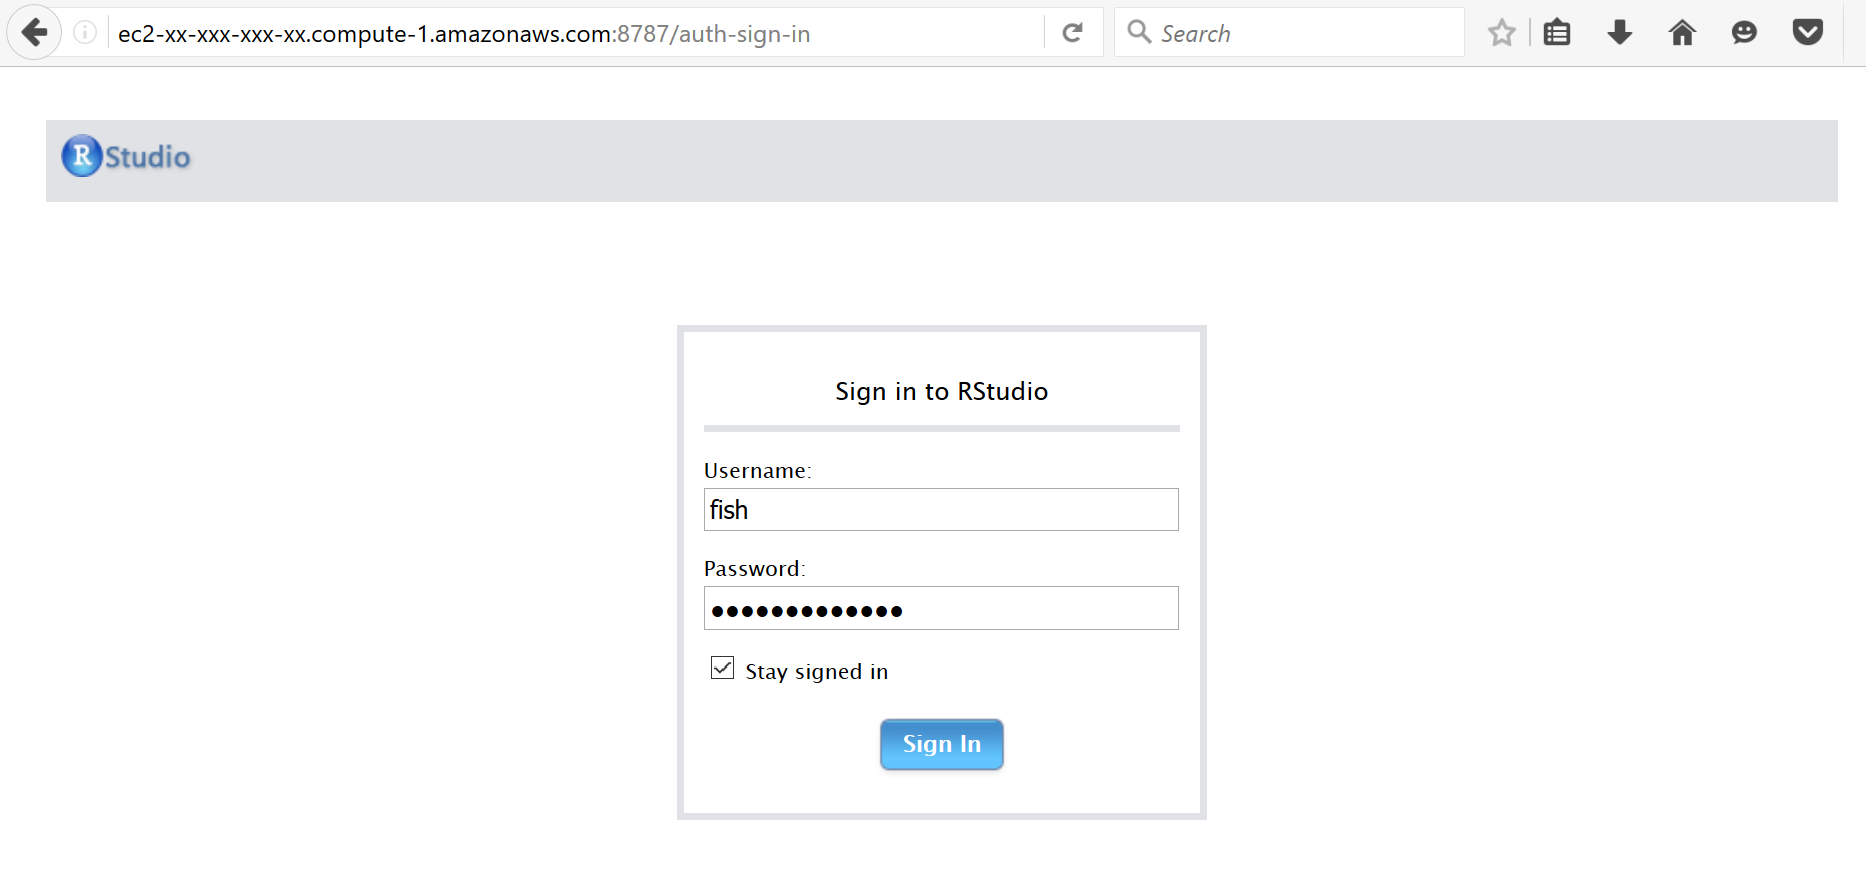 ec2-xx-xxx-xxx-xx.compute-1.amazonaws.com:8787/auth-sign-in
Search
R Studio
Sign in to RStudio
Username:
fish
Password:
●●●●●●●●●●●●●
Stay signed in
Sign In